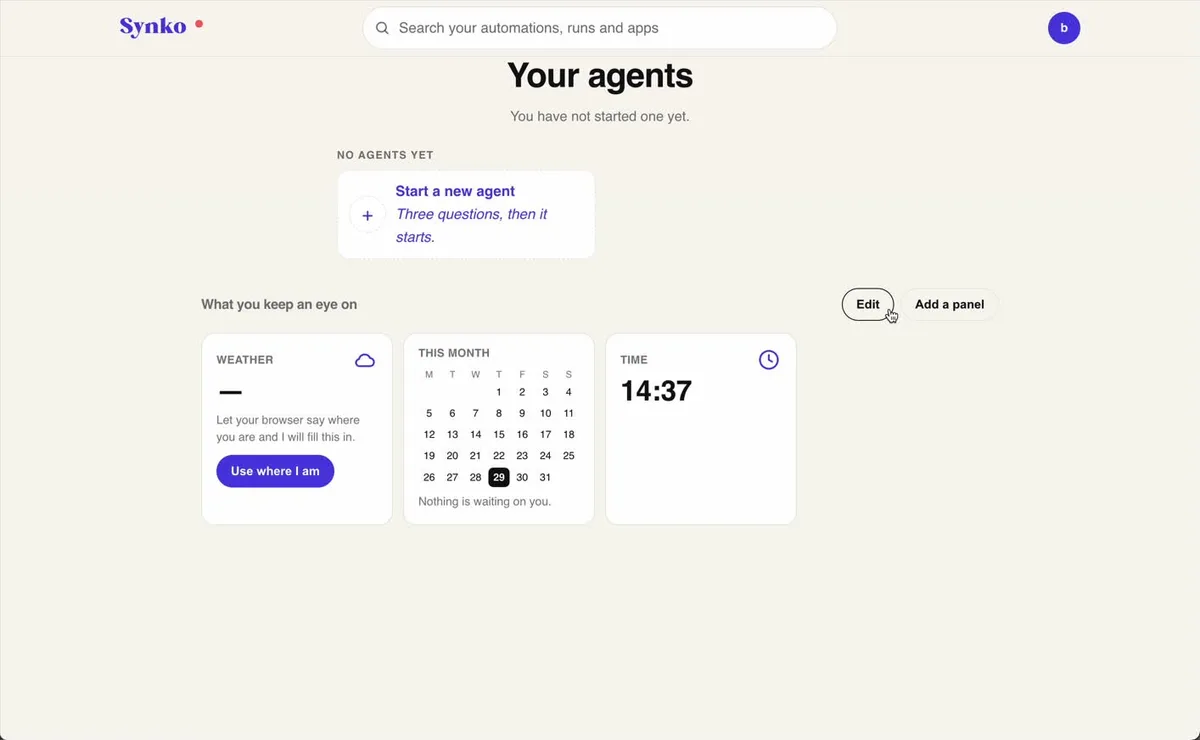 Synko
Search your automations, runs and apps
b
Your agents
You have not started one yet.
NO AGENTS YET
+
Start a new agent
Three questions, then it
starts.
What you keep an eye on
Edit
Add a panel
WEATHER
—
Let your browser say where
you are and I will fill this in.
Use where I am
THIS MONTH
M T W T F S S
1 2 3 4
5 6 7 8 9 10 11
12 13 14 15 16 17 18
19 20 21 22 23 24 25
26 27 28 29 30 31
Nothing is waiting on you.
TIME
14:37